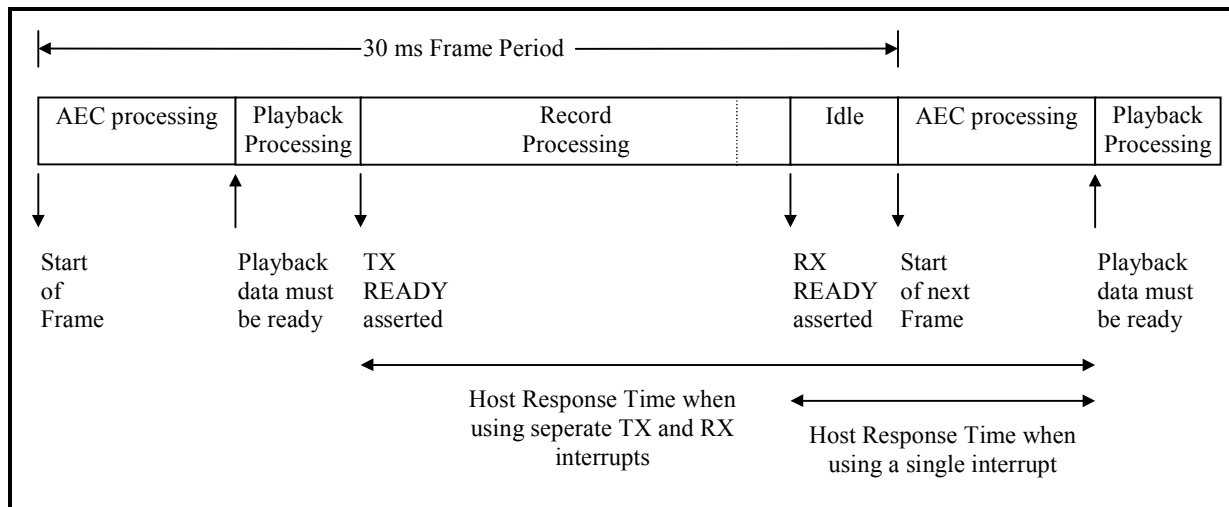 30 ms Frame Period
AEC processing
Playback
Processing
Record
Processing
Idle
AEC processing
Playback
Processing
Start
of
Frame
Playback
data must
be ready
TX
READY
asserted
RX
READY
asserted
Start
of next
Frame
Playback
data must
be ready
Host Response Time when
using seperate TX and RX
interrupts
Host Response Time when
using a single interrupt